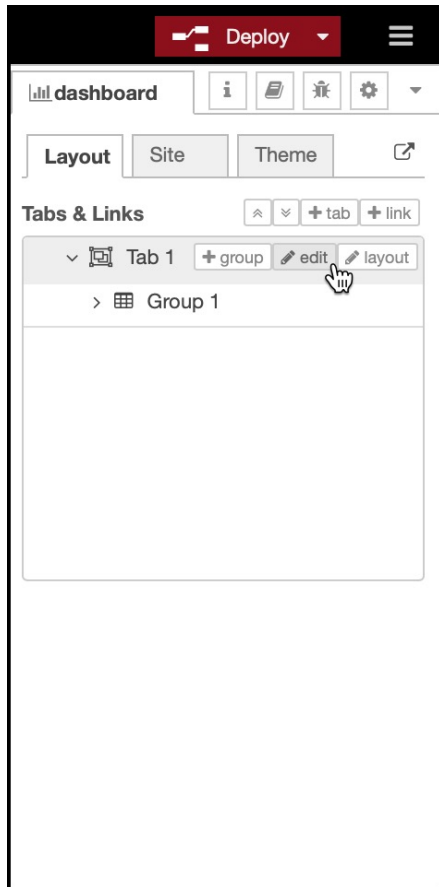 Deploy
dashboard i
Layout Site Theme
Tabs & Links + tab + link
Tab 1 + group edit layout
Group 1